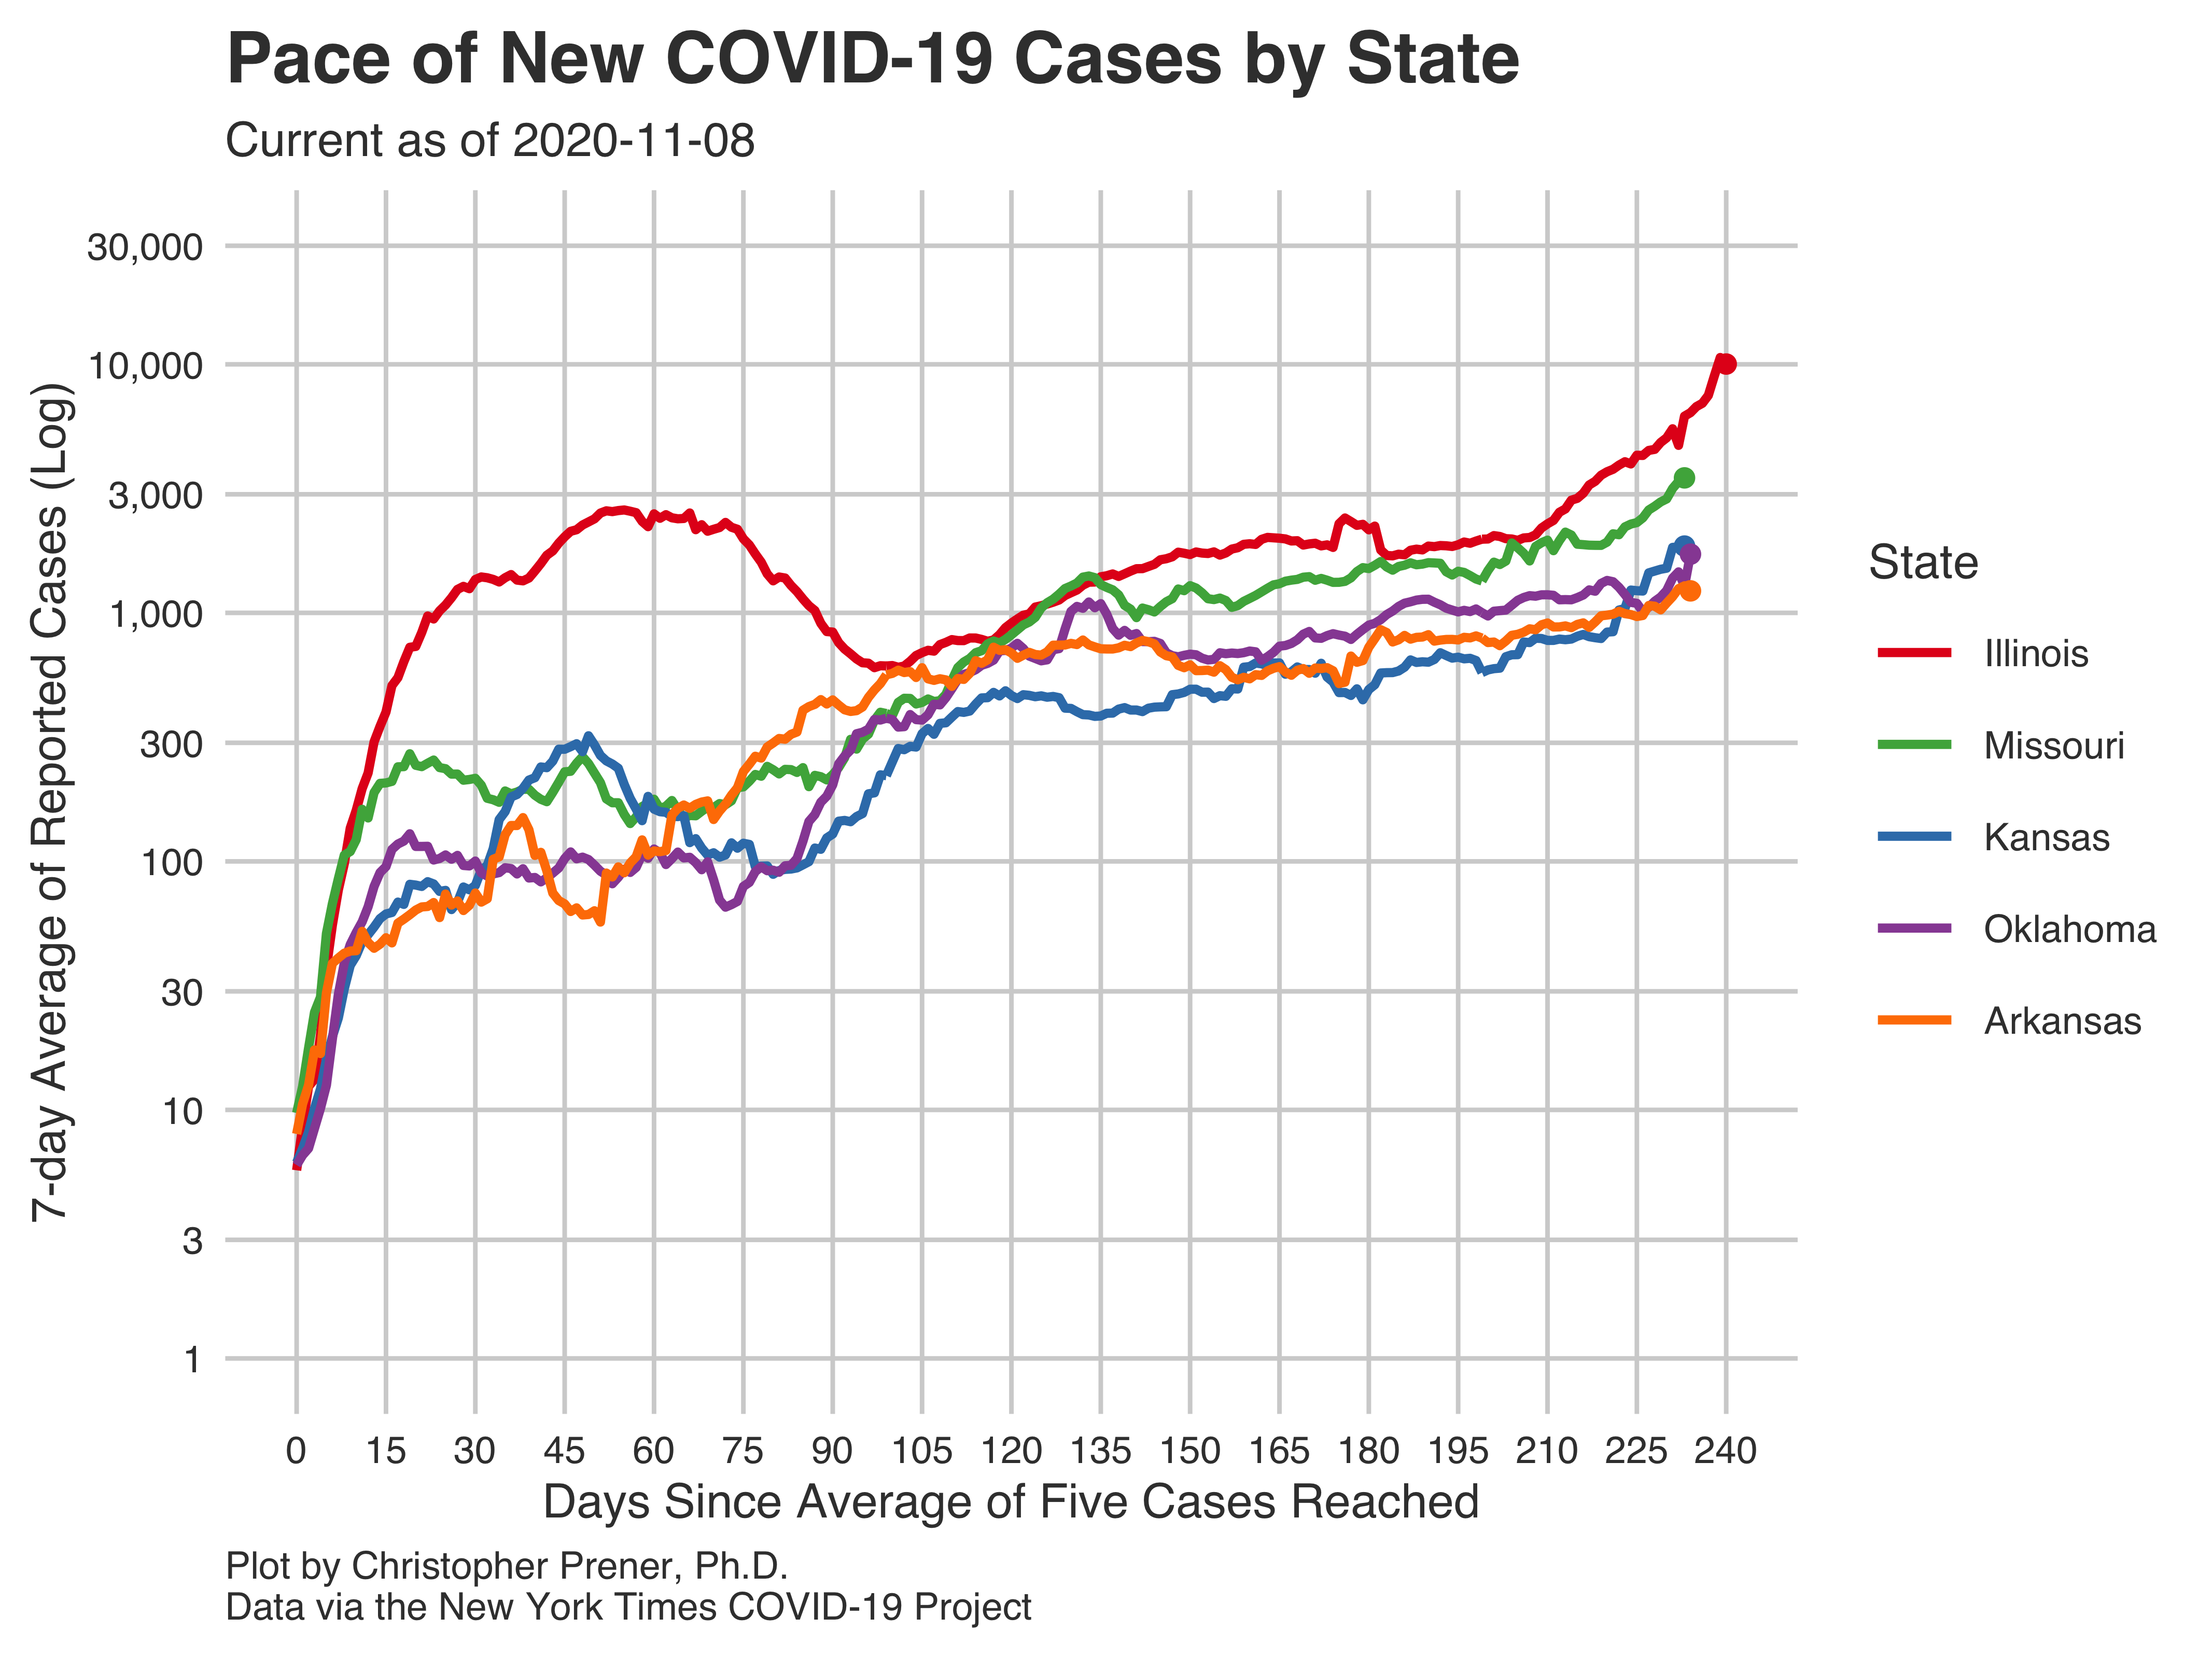 Pace of New COVID-19 Cases by State
Current as of 2020-11-08
7-day Average of Reported Cases (Log)
30,000
10,000
3,000
1,000
300
100
30
10
3
1
0 15 30 45 60 75 90 105 120 135 150 165 180 195 210 225 240
Days Since Average of Five Cases Reached
State
Illinois
Missouri
Kansas
Oklahoma
Arkansas
Plot by Christopher Prener, Ph.D.
Data via the New York Times COVID-19 Project